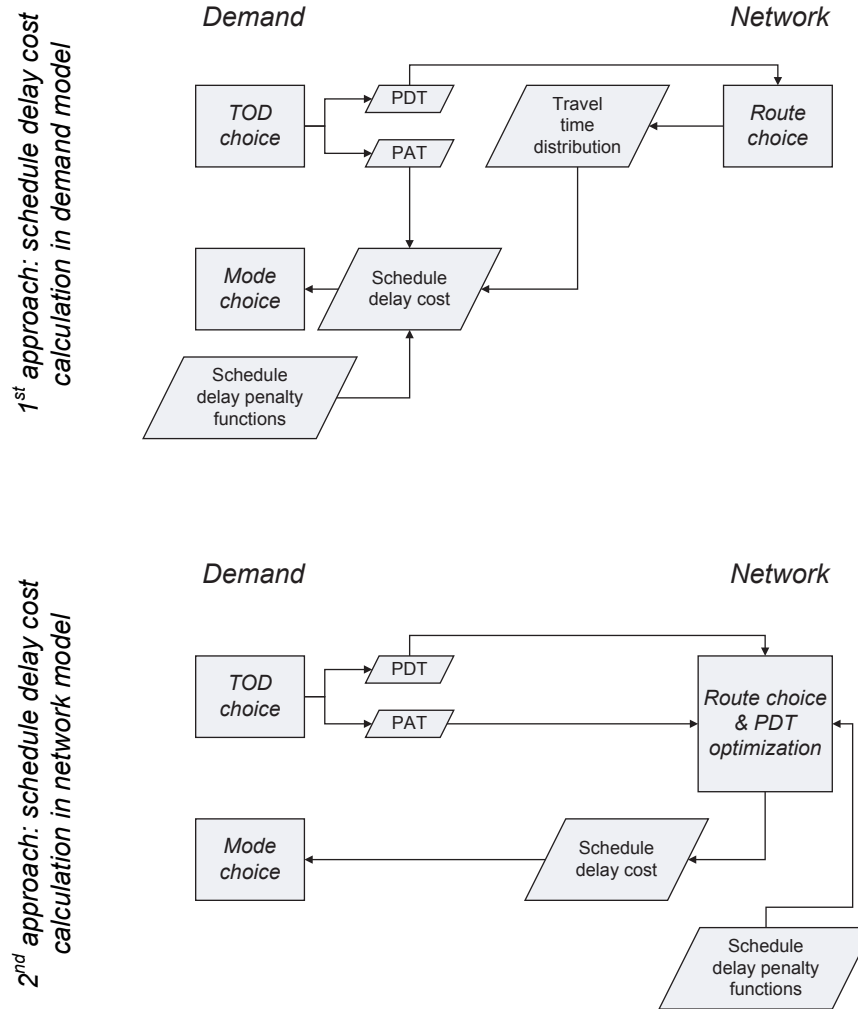 1st approach: schedule delay cost
calculation in demand model
Demand
Network
TOD
choice
PDT
PAT
Travel
time
distribution
Route
choice
Mode
choice
Schedule
delay cost
Schedule
delay penalty
functions
2nd approach: schedule delay cost
calculation in network model
Demand
Network
TOD
choice
PDT
PAT
Route choice
& PDT
optimization
Mode
choice
Schedule
delay cost
Schedule
delay penalty
functions